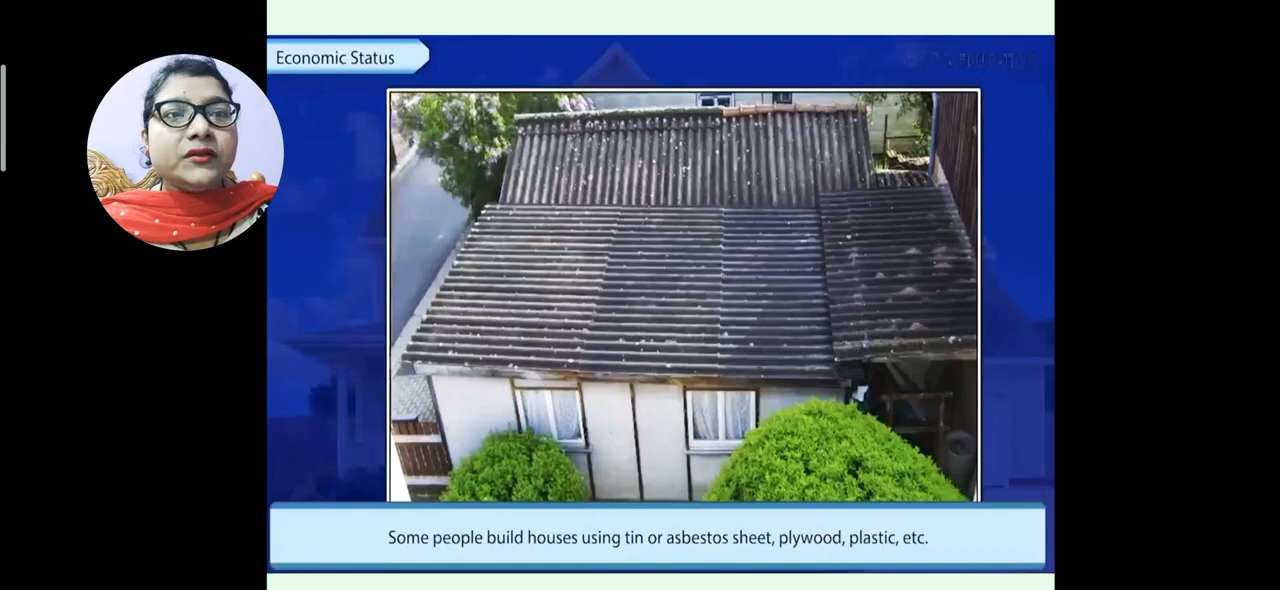 Economic Status
Some people build houses using tin or asbestos sheet, plywood, plastic, etc.